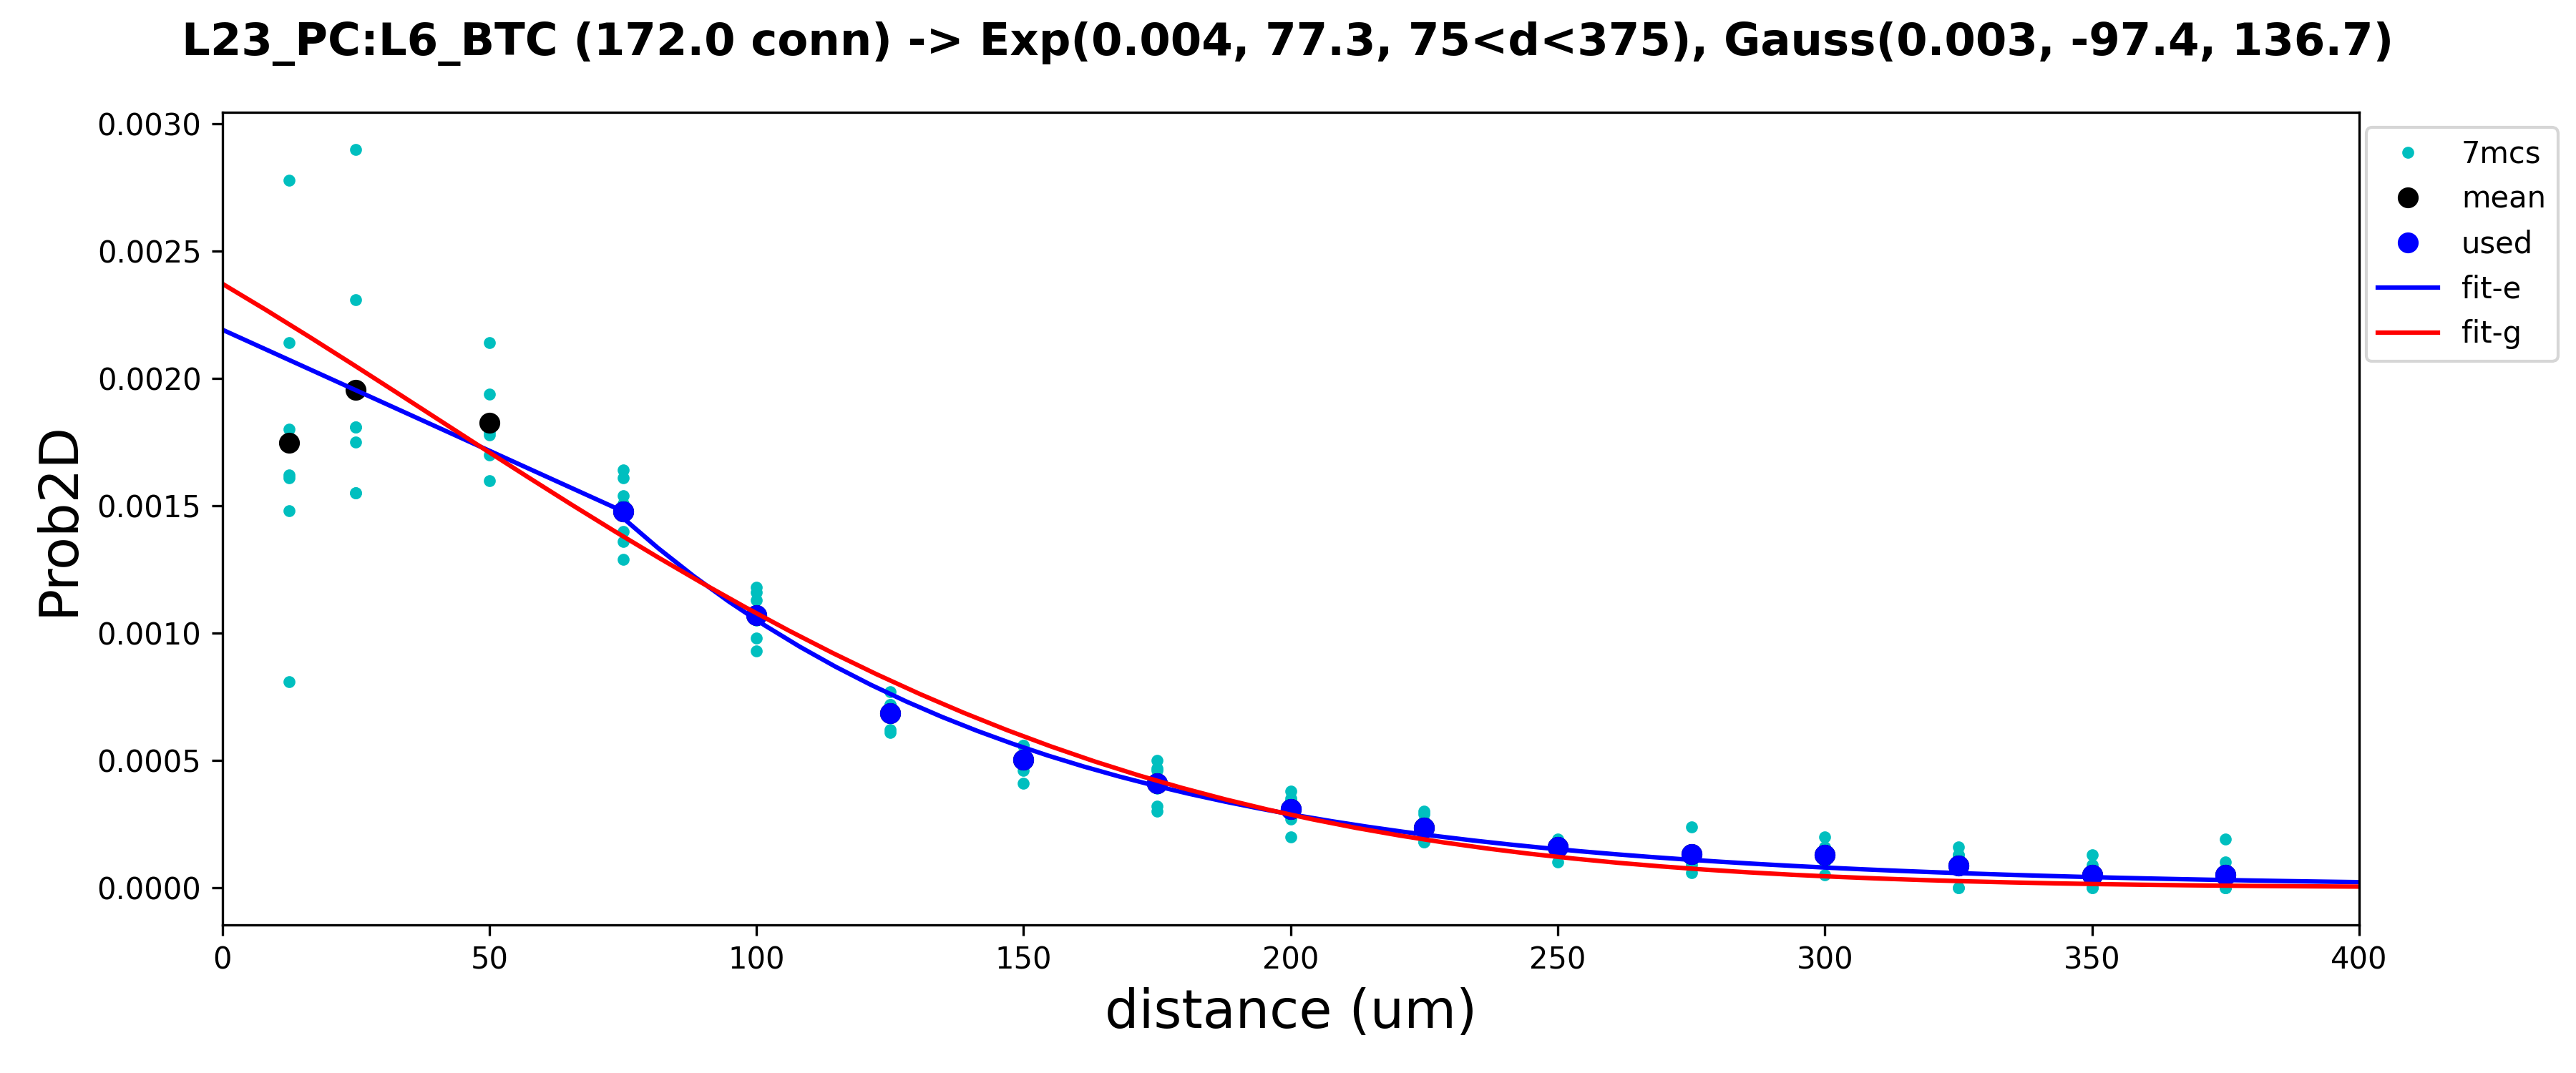 L23_PC:L6_BTC (172.0 conn) -> Exp(0.004, 77.3, 75<d<375), Gauss(0.003, -97.4, 136.7)
0.0030
0.0025
0.0020
0.0015
0.0010
0.0005
0.0000
Prob2D
0 50 100 150 200 250 300 350 400
distance (um)
7mcs
mean
used
fit-e
fit-g